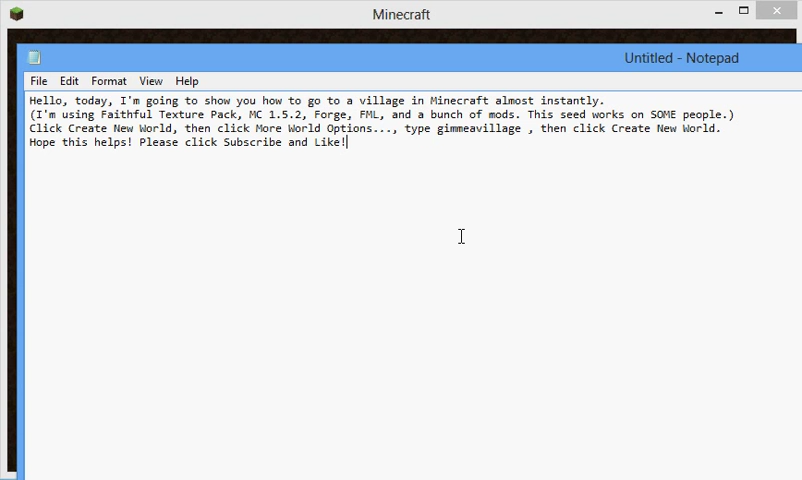 Minecraft
Untitled - Notepad
File Edit Format View Help
Hello, today, I'm going to show you how to go to a village in Minecraft almost instantly.
(I'm using Faithful Texture Pack, MC 1.5.2, Forge, FML, and a bunch of mods. This seed works on SOME people.)
Click Create New World, then click More World Options..., type gimmeavillage , then click Create New World.
Hope this helps! Please click Subscribe and Like!